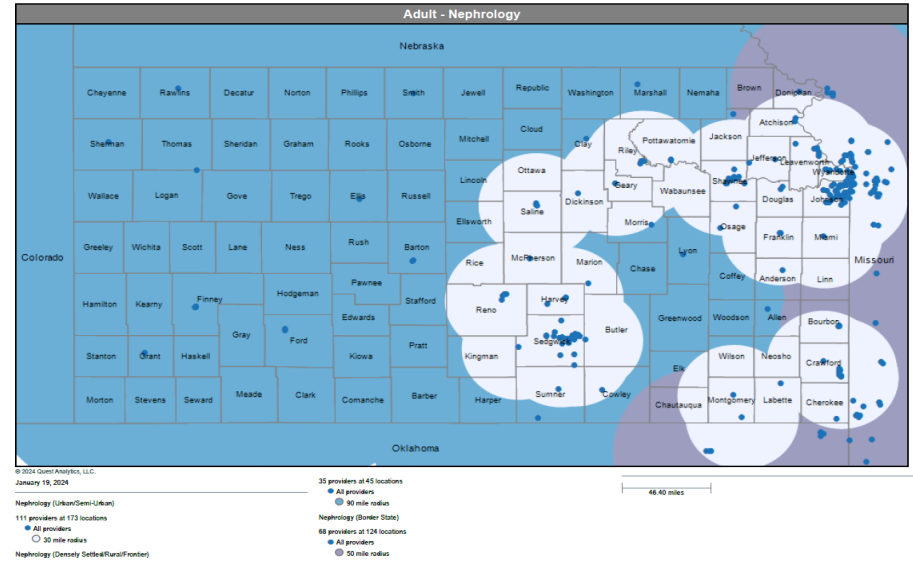 Adult - Nephrology
Nebraska
Cheyenne Rawlins Decatur Norton Phillips Smith Jewell Republic Washington Marshall Nemaha Brown Doniphan
Atchison
Sherman Thomas Sheridan Graham Rooks Osborne Mitchell Cloud Clay Riley Pottawatomie Jackson Jefferson Leavenworth
Wyandotte
Wallace Logan Gove Trego Ellis Russell Lincoln Ottawa Geary Wabaunsee Shawnee Douglas Johnson
Saline Dickinson Morris Osage
Ellsworth
Colorado Greeley Wichita Scott Lane Ness Rush Barton Rice McPherson Marion Chase Lyon Franklin Miami Missouri
Coffey Anderson Linn
Hamilton Kearny Finney Hodgeman Pawnee Stafford Reno Harvey
Edwards Butler Greenwood Woodson Allen Bourbon
Gray Ford
Stanton Grant Haskell Kiowa Pratt Kingman Sedgwick Elk Wilson Neosho Crawford
Morton Stevens Seward Meade Clark Comanche Barber Harper Sumner Cowley Chautauqua Montgomery Labette Cherokee
Oklahoma
© 2024 Quest Analytics, LLC.
January 19, 2024
Nephrology (Urban/Semi-Urban)
111 providers at 173 locations
All providers
30 mile radius
Nephrology (Densely Settled/Rural/Frontier)
35 providers at 45 locations
All providers
90 mile radius
Nephrology (Border State)
68 providers at 124 locations
All providers
50 mile radius
46.40 miles